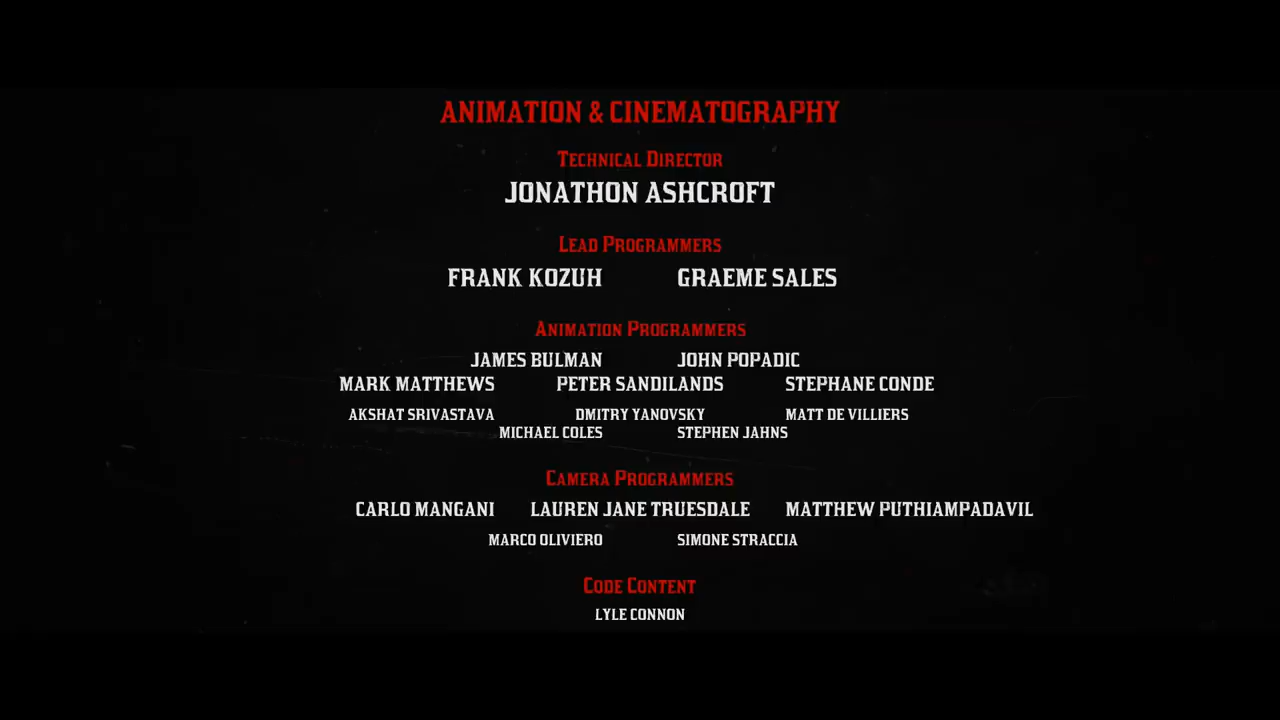 ANIMATION & CINEMATOGRAPHY
TECHNICAL DIRECTOR
JONATHON ASHCROFT
LEAD PROGRAMMERS
FRANK KOZUH GRAEME SALES
ANIMATION PROGRAMMERS
JAMES BULMAN JOHN POPADIC
MARK MATTHEWS PETER SANDILANDS STEPHANE CONDE
AKSHAT SRIVASTAVA DMITRY YANOVSKY MATT DE VILLIERS
MICHAEL COLES STEPHEN JAHNS
CAMERA PROGRAMMERS
CARLO MANGANI LAUREN JANE TRUESDALE MATTHEW PUTHIAMPADAVIL
MARCO OLIVIERO SIMONE STRACCIA
CODE CONTENT
LYLE CONNON